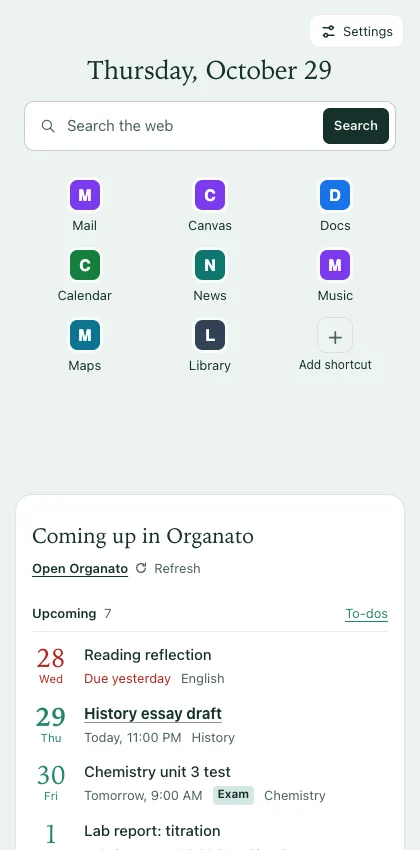 Settings
Thursday, October 29
Search the web
Search
M
C
D
Mail
Canvas
Docs
C
N
M
Calendar
News
Music
M
L
Maps
Library
Add shortcut
Coming up in Organato
Open Organato Refresh
Upcoming 7 To-dos
28 Reading reflection
Wed Due yesterday English
29 History essay draft
Thu Today, 11:00 PM History
30 Chemistry unit 3 test
Fri Tomorrow, 9:00 AM Exam Chemistry
1 Lab report: titration